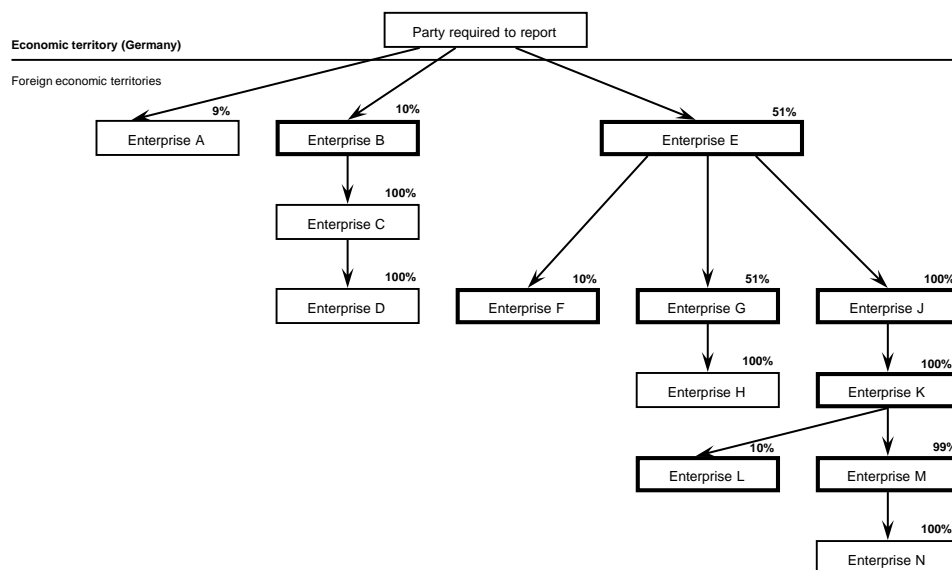 Party required to report
Economic territory (Germany)
Foreign economic territories
9%
10%
51%
Enterprise A
Enterprise B
Enterprise E
100%
Enterprise C
100%
10%
51%
100%
Enterprise D
Enterprise F
Enterprise G
Enterprise J
100%
100%
Enterprise H
Enterprise K
10%
99%
Enterprise L
Enterprise M
100%
Enterprise N